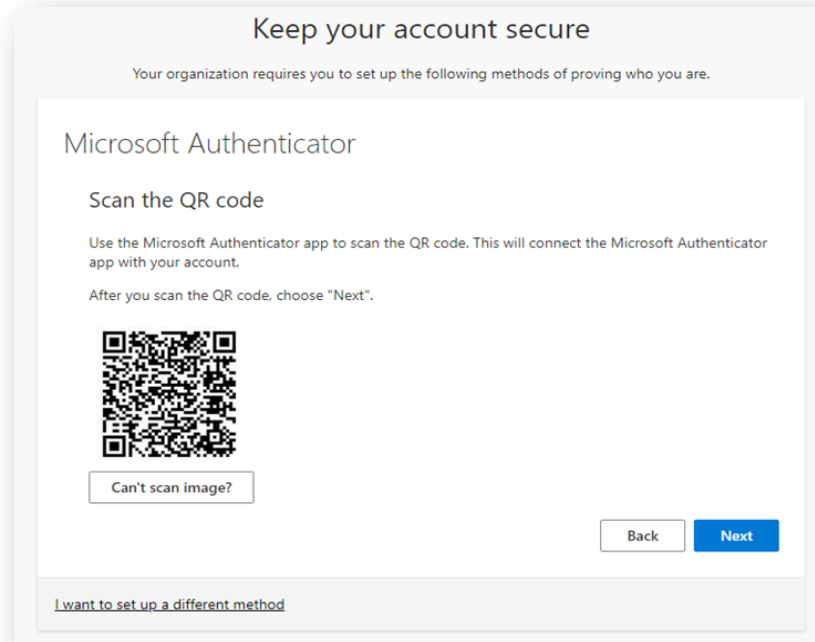 Keep your account secure
Your organization requires you to set up the following methods of proving who you are.
Microsoft Authenticator
Scan the QR code
Use the Microsoft Authenticator app to scan the QR code. This will connect the Microsoft Authenticator
app with your account.
After you scan the QR code, choose "Next".
Can't scan image?
Back
Next
I want to set up a different method